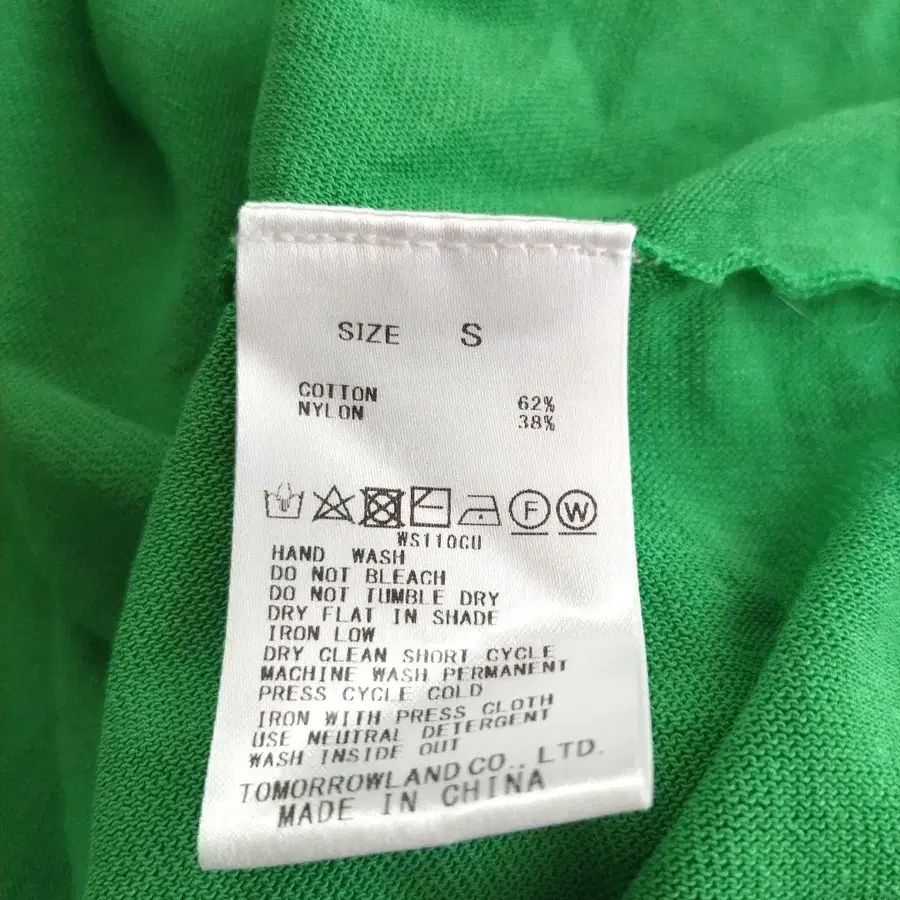 SIZE S
COTTON 62%
NYLON 38%
F W
WS110CU
HAND WASH
DO NOT BLEACH
DO NOT TUMBLE DRY
DRY FLAT IN SHADE
IRON LOW
DRY CLEAN SHORT CYCLE
MACHINE WASH PERMANENT
PRESS CYCLE COLD
IRON WITH PRESS CLOTH
USE NEUTRAL DETERGENT
WASH INSIDE OUT
TOMORROWLAND CO., LTD.
MADE IN CHINA